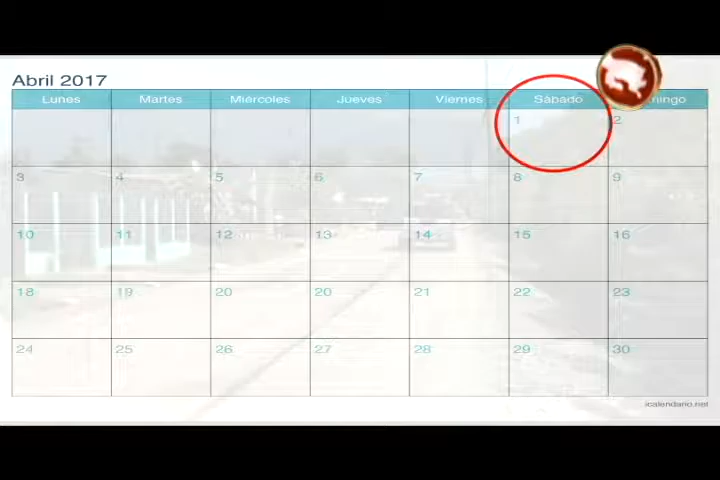 Abril 2017
Lunes Martes Miércoles Jueves Viernes Sábado mingo
1 2
3 4 5 6 7 8 9
10 11 12 13 14 15 16
18 19 20 20 21 22 23
24 25 26 27 28 29 30
icalendario.net